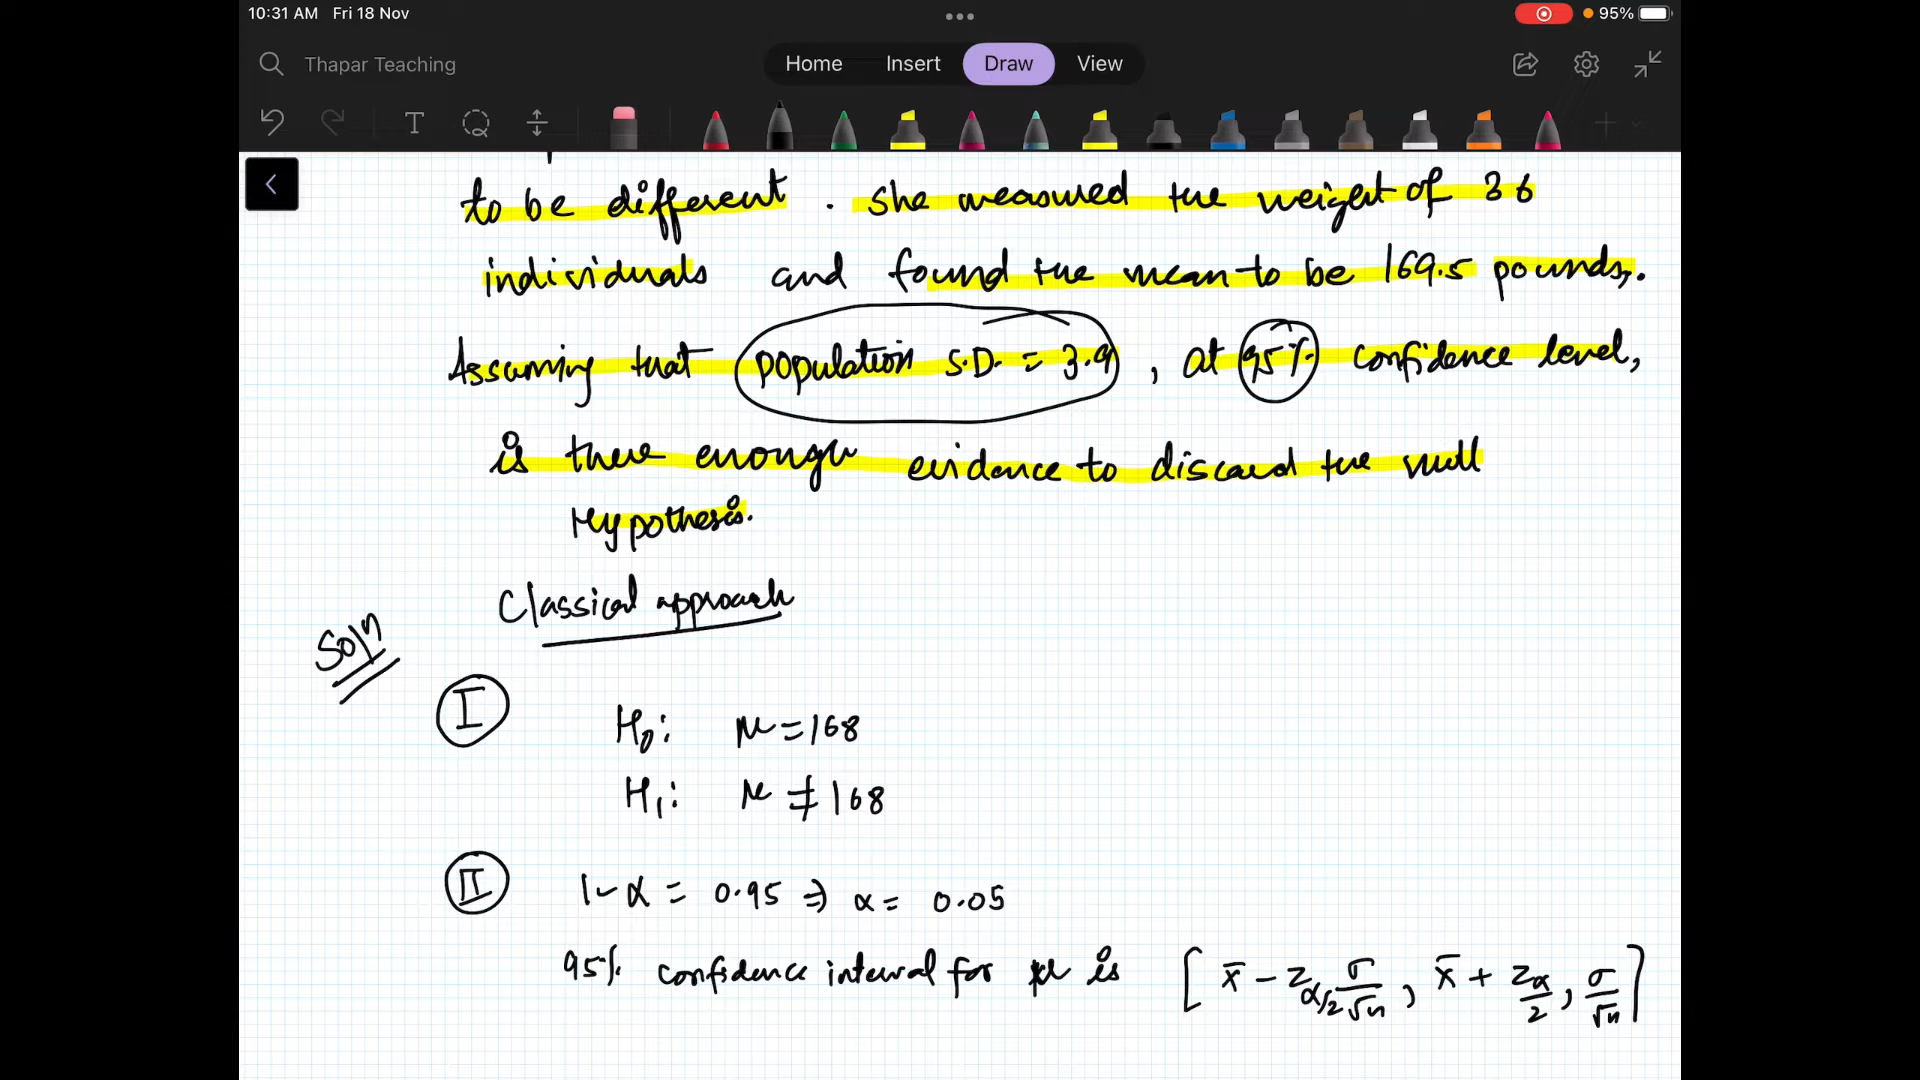 10:31 AM Fri 18 Nov
95%
Thapar Teaching
Home Insert Draw View
T
to be different . She measured the weight of 36
individuals and found the mean to be 169.5 pounds.
Assuming that population S.D. = 3.9 , at 95% confidence level,
is there enough evidence to discard the null
Hypothesis.
Classical approach
Soln
I H₀: μ = 168
H₁: μ ≠ 168
II 1-α = 0.95 ⇒ α = 0.05
95% confidence interval for μ is [ x̄ - z_α/2 σ/√n , x̄ + z_α/2 , σ/√n ]